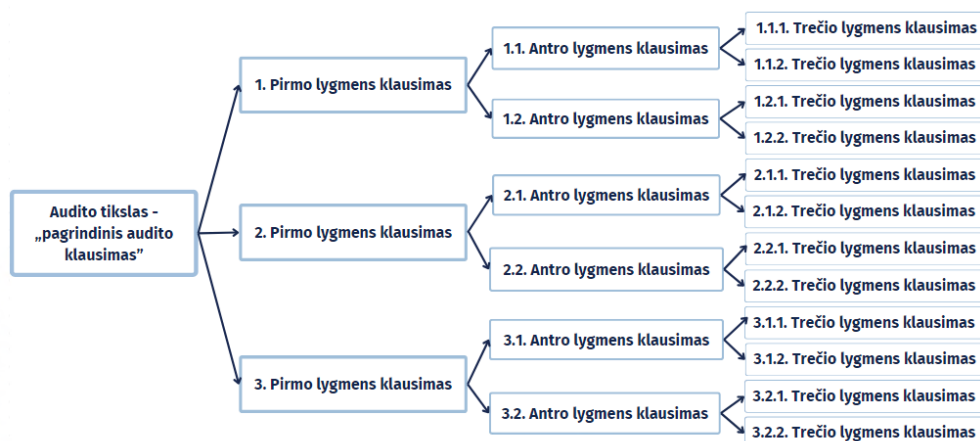 Audito tikslas -
„pagrindinis audito
klausimas”
1. Pirmo lygmens klausimas
1.1. Antro lygmens klausimas
1.1.1. Trečio lygmens klausimas
1.1.2. Trečio lygmens klausimas
1.2. Antro lygmens klausimas
1.2.1. Trečio lygmens klausimas
1.2.2. Trečio lygmens klausimas
2. Pirmo lygmens klausimas
2.1. Antro lygmens klausimas
2.1.1. Trečio lygmens klausimas
2.1.2. Trečio lygmens klausimas
2.2. Antro lygmens klausimas
2.2.1. Trečio lygmens klausimas
2.2.2. Trečio lygmens klausimas
3. Pirmo lygmens klausimas
3.1. Antro lygmens klausimas
3.1.1. Trečio lygmens klausimas
3.1.2. Trečio lygmens klausimas
3.2. Antro lygmens klausimas
3.2.1. Trečio lygmens klausimas
3.2.2. Trečio lygmens klausimas